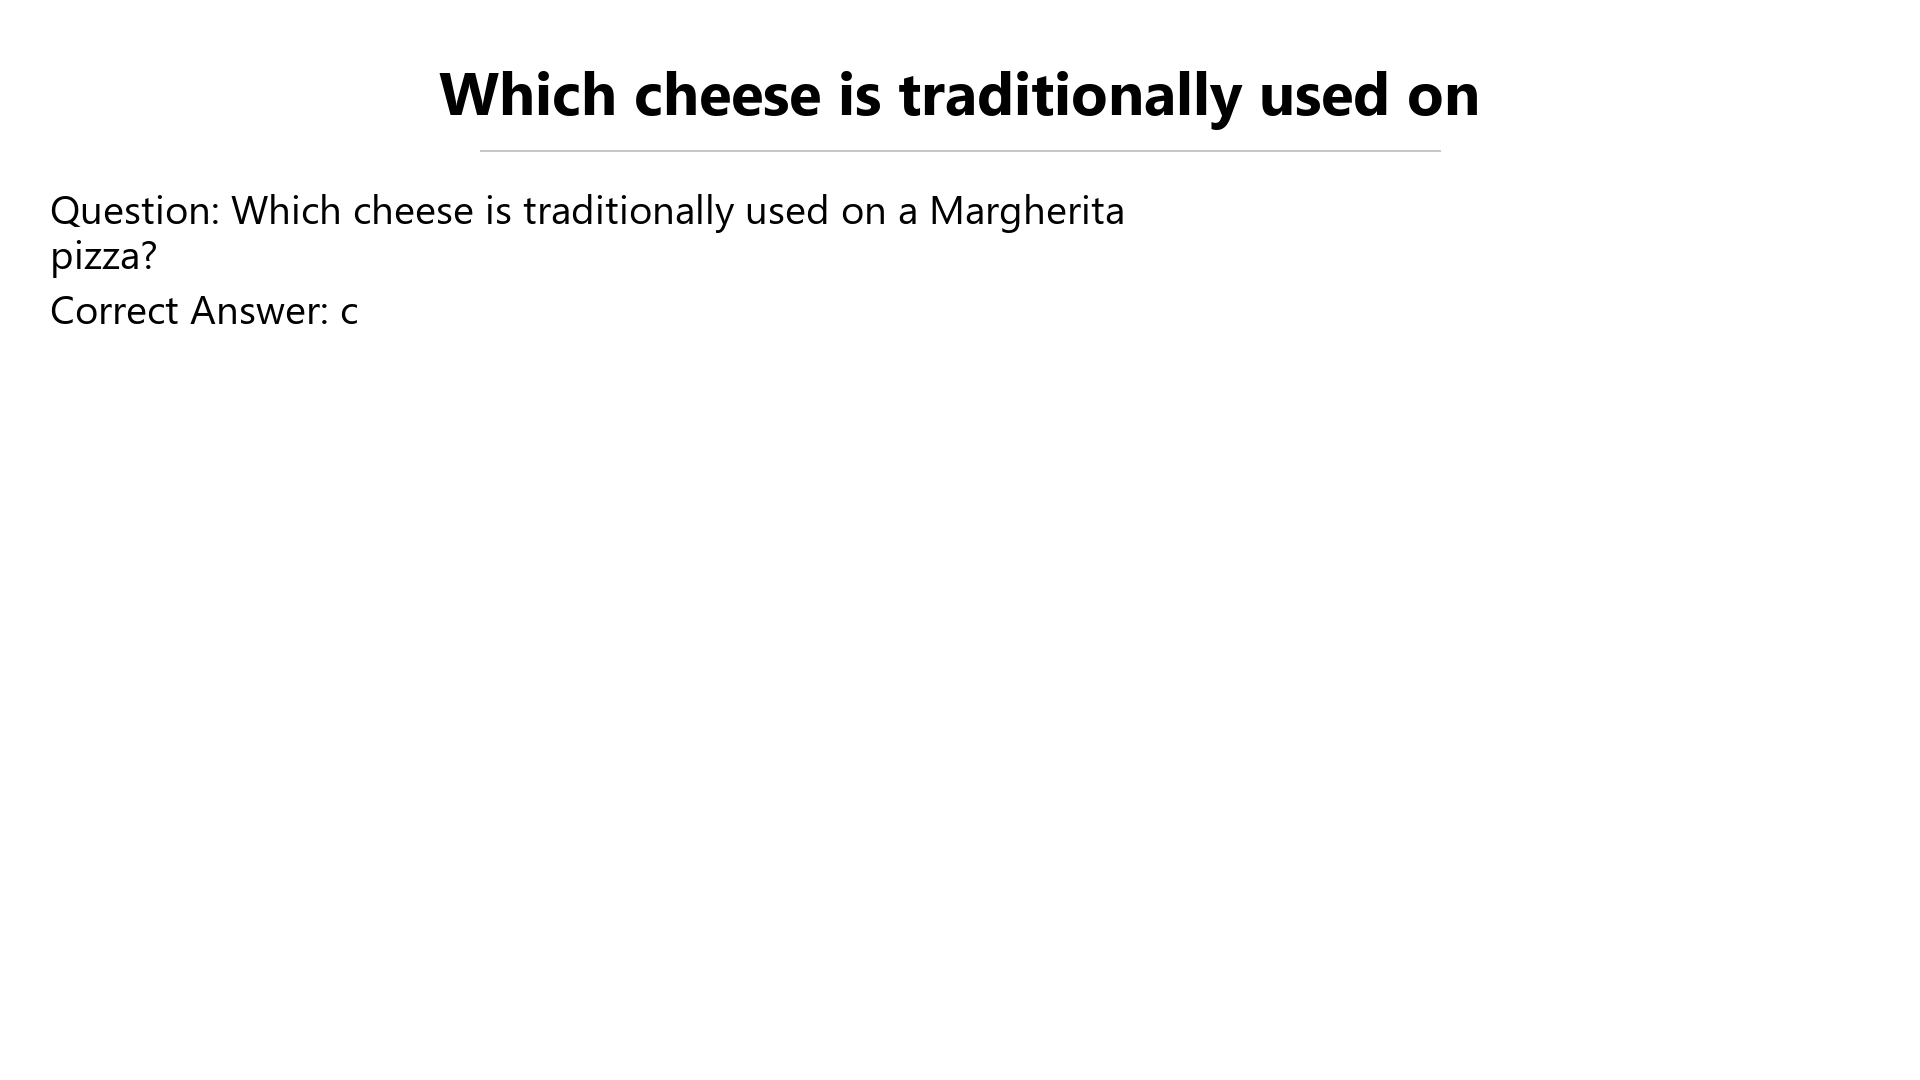 Which cheese is traditionally used on
Question: Which cheese is traditionally used on a Margherita
pizza?
Correct Answer: c